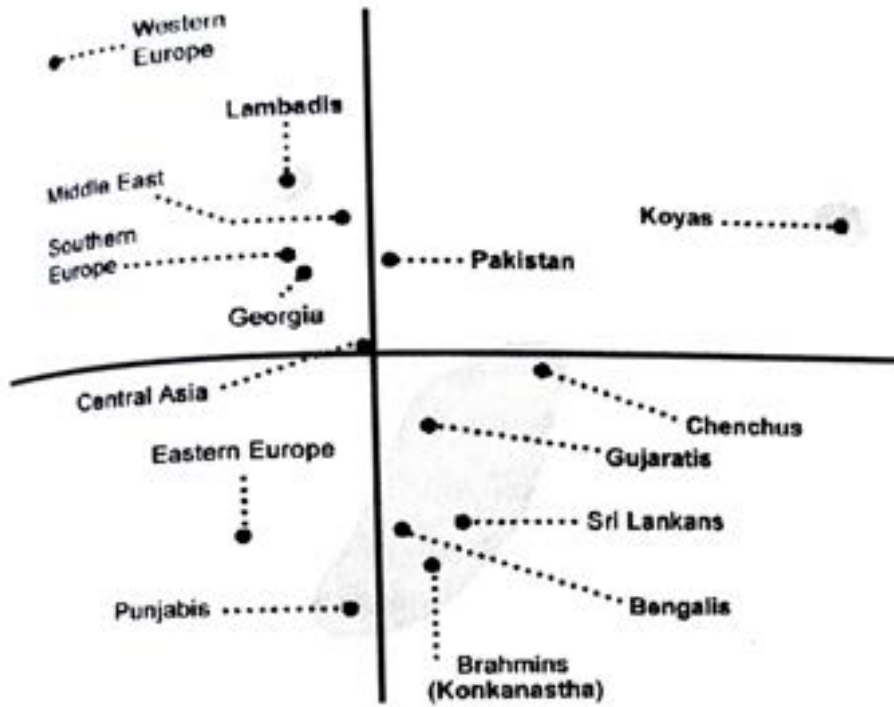 Western
Europe
Lambadis
Middle East
Koyas
Southern
Europe
Pakistan
Georgia
Central Asia
Chenchus
Eastern Europe
Gujaratis
Sri Lankans
Punjabis
Bengalis
Brahmins
(Konkanastha)